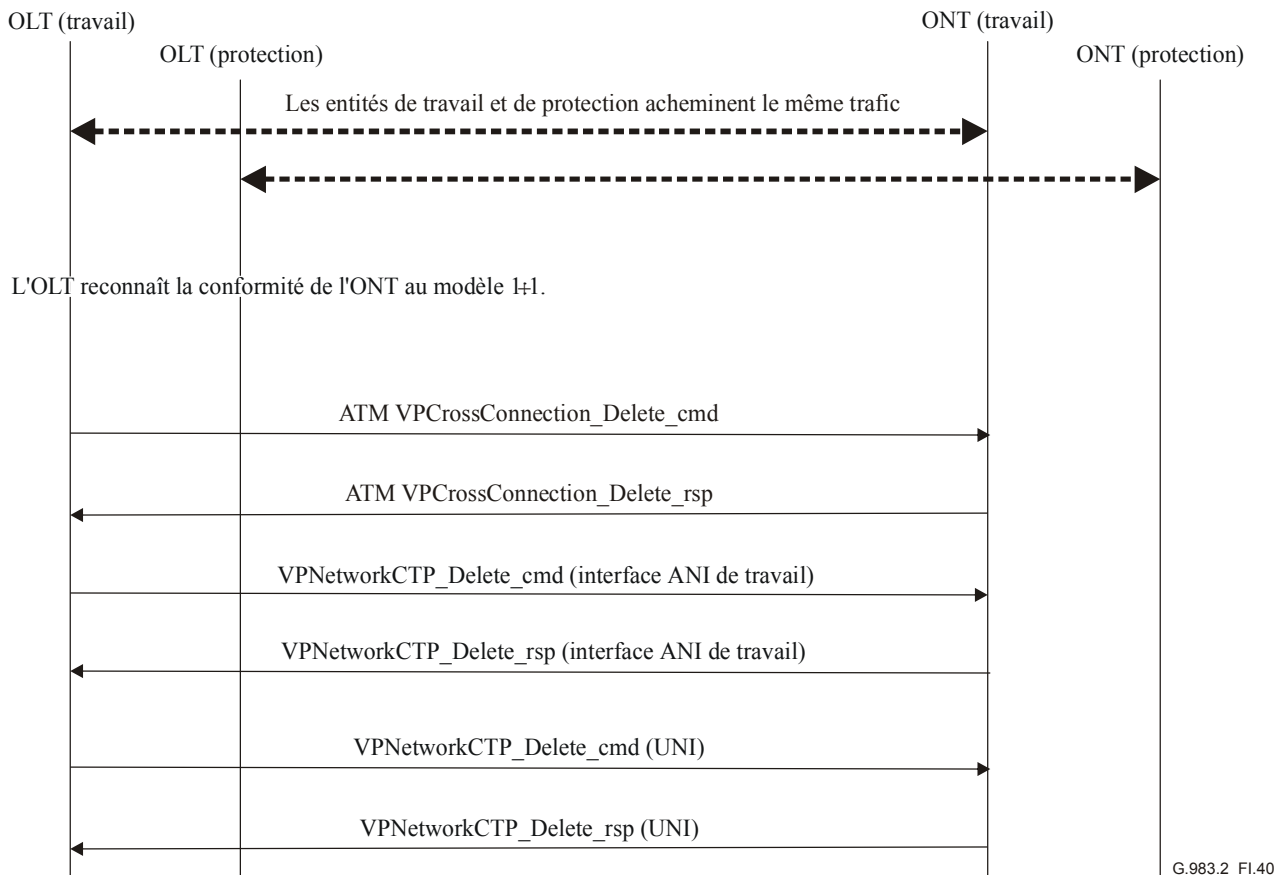 OLT (travail)
ONT (travail)
OLT (protection)
ONT (protection)
Les entités de travail et de protection acheminent le même trafic
L'OLT reconnaît la conformité de l'ONT au modèle 1+1.
ATM VPCrossConnection_Delete_cmd
ATM VPCrossConnection_Delete_rsp
VPNetworkCTP_Delete_cmd (interface ANI de travail)
VPNetworkCTP_Delete_rsp (interface ANI de travail)
VPNetworkCTP_Delete_cmd (UNI)
VPNetworkCTP_Delete_rsp (UNI)
G.983.2_FI.40